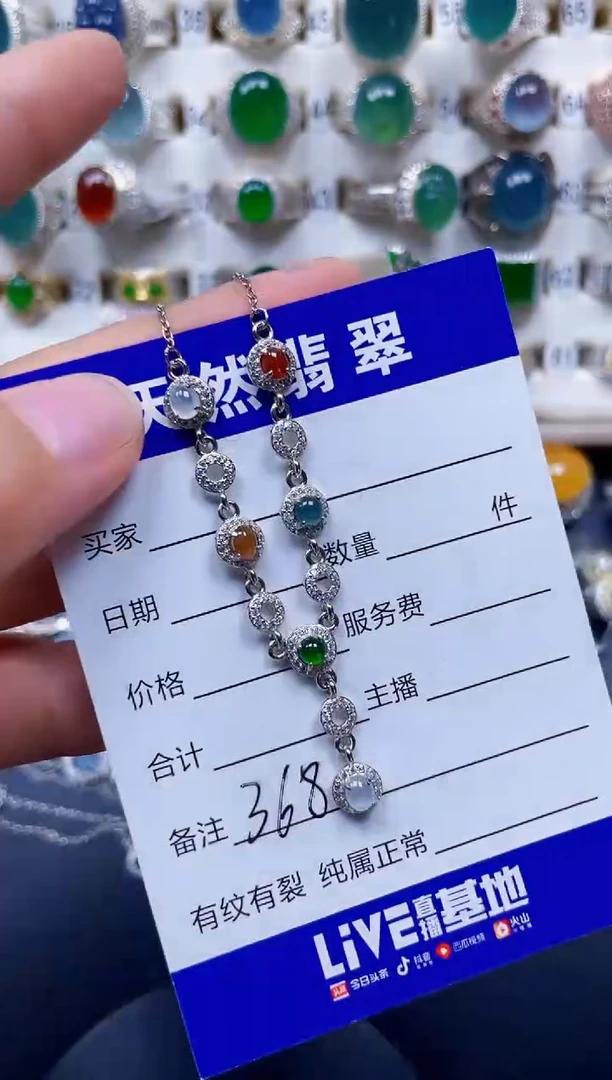 天然翡翠
买家
件
数量
日期
服务费
价格
主播
合计
备注 368
有纹有裂 纯属正常
LIVE直播基地
头条 今日头条 抖音 西瓜视频 火山